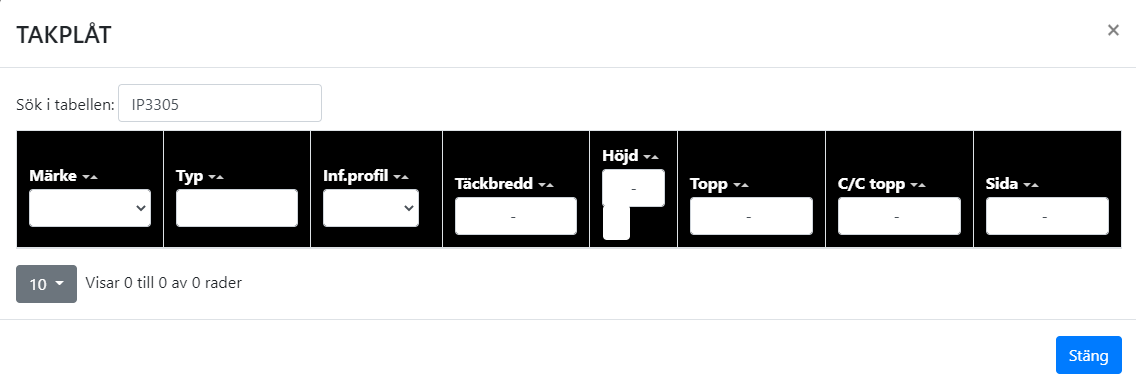 TAKPLÅT
×
Sök i tabellen: IP3305
Märke
Typ
Inf.profil
Täckbredd
-
Höjd
-
Topp
-
C/C topp
-
Sida
-
10
Visar 0 till 0 av 0 rader
Stäng